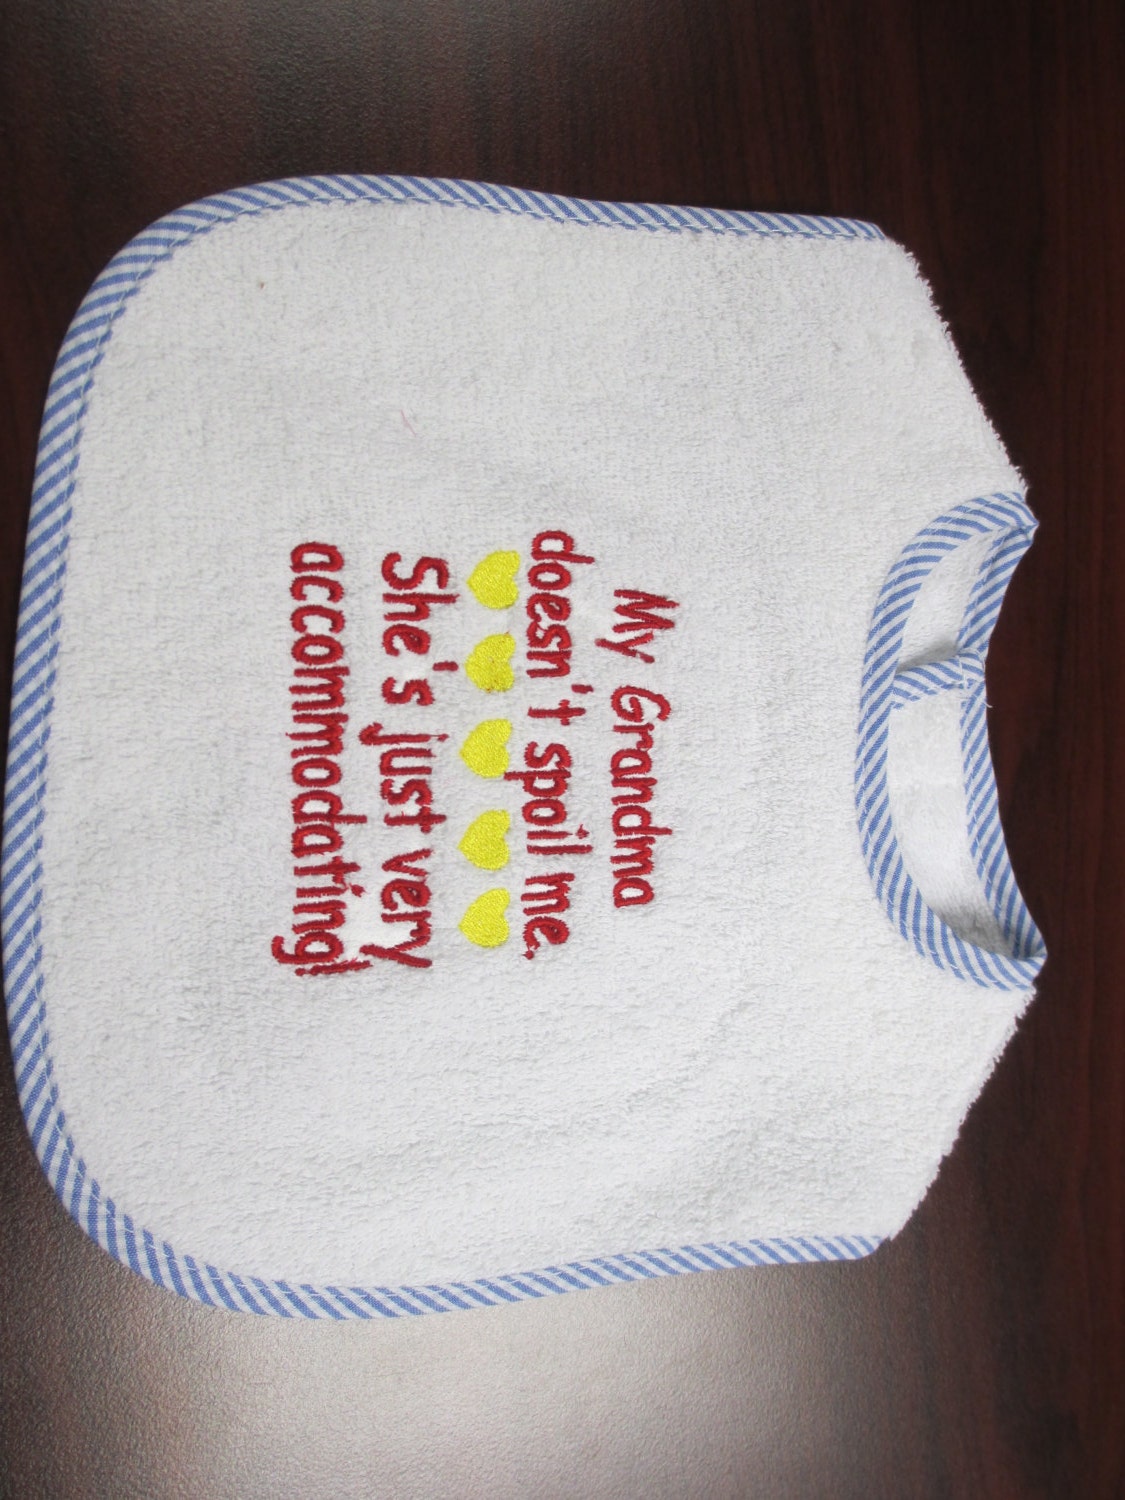 My Grandma
doesn't spoil me.
She's just very
accommodating!